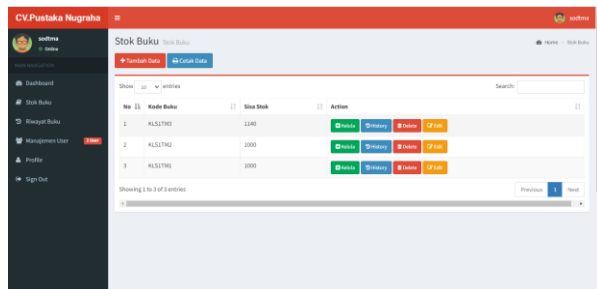 CV.Pustaka Nugraha
sodtma
sodtma
Online
MAIN NAVIGATION
Dashboard
Stok Buku
Riwayat Buku
Manajemen User
Profile
Sign Out
Stok Buku Stok Buku
Home > Stok Buku
+ Tambah Data Cetak Data
Show 10 entries Search:
No Kode Buku Sisa Stok Action
1 KLS1TM3 1140 Kelola History Delete Edit
2 KLS1TM2 1000 Kelola History Delete Edit
3 KLS1TM1 1000 Kelola History Delete Edit
Showing 1 to 3 of 3 entries Previous 1 Next